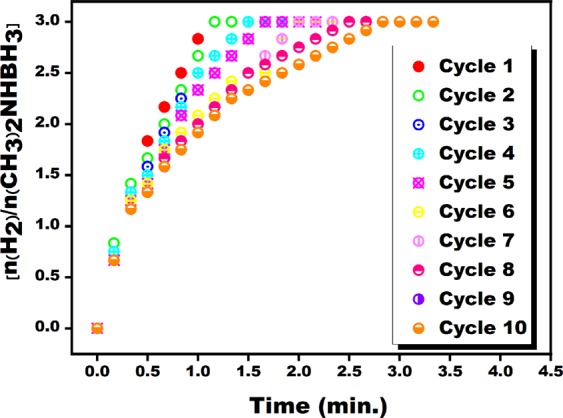 [n(H2)/n(CH3)2NHBH3]
3.0
2.5
2.0
1.5
1.0
0.5
0.0
Cycle 1
Cycle 2
Cycle 3
Cycle 4
Cycle 5
Cycle 6
Cycle 7
Cycle 8
Cycle 9
Cycle 10
0.0 0.5 1.0 1.5 2.0 2.5 3.0 3.5 4.0 4.5
Time (min.)